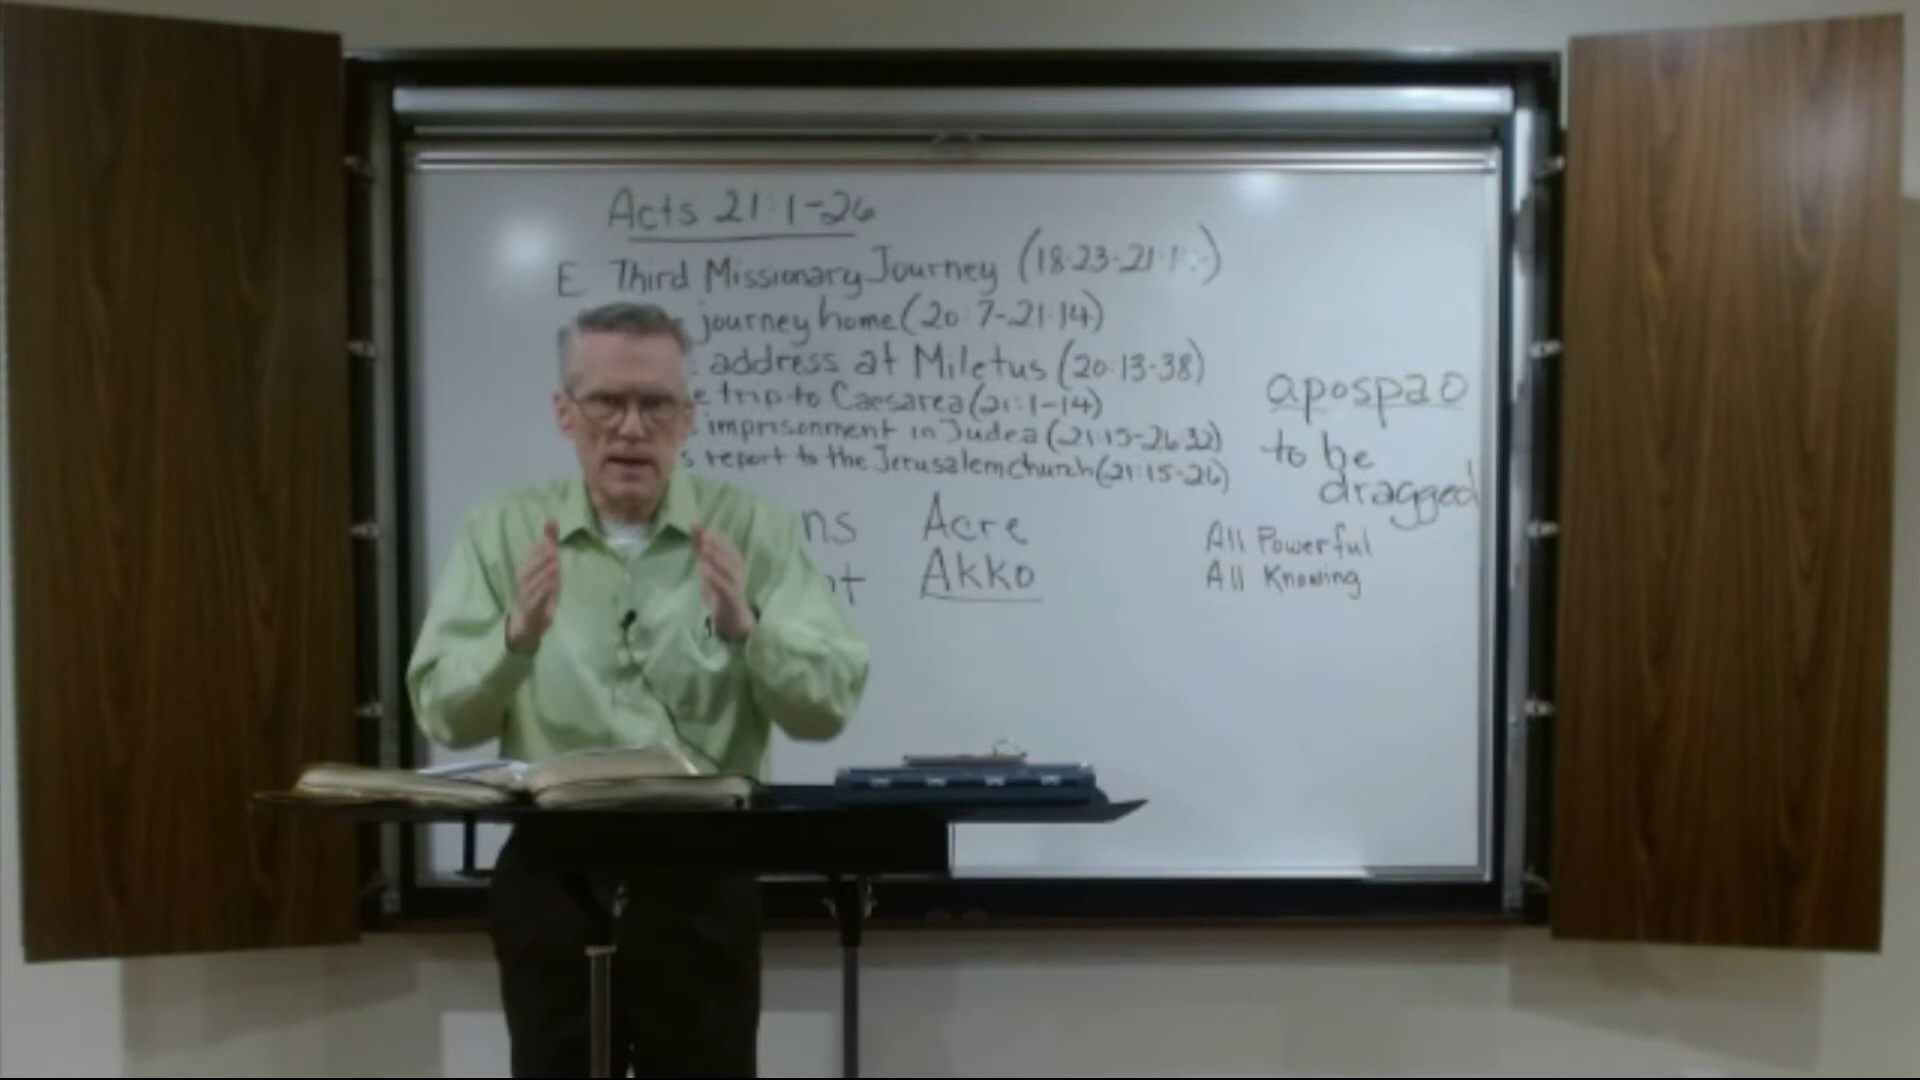 Acts 21:1-26
E. Third Missionary Journey (18:23-21:
journey home (20:7-21:14)
address at Miletus (20:13-38)
trip to Caesarea (21:1-14)
imprisonment in Judea (21:15-26:32)
s report to the Jerusalem church (21:15-26)
ns Acre
Akko
apospao
to be
dragged
All Powerful
All Knowing